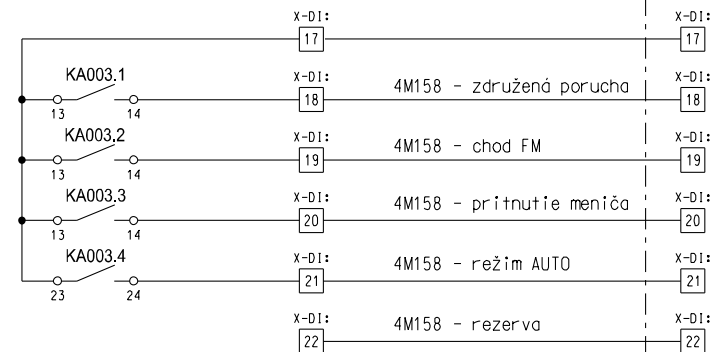 X-DI: X-DI:
17 17
KA003.1 X-DI: 4M158 - združená porucha X-DI:
13 14 18 18
KA003.2 X-DI: 4M158 - chod FM X-DI:
13 14 19 19
KA003.3 X-DI: 4M158 - pritnutie meniča X-DI:
13 14 20 20
KA003.4 X-DI: 4M158 - režim AUTO X-DI:
23 24 21 21
X-DI: 4M158 - rezerva X-DI:
22 22